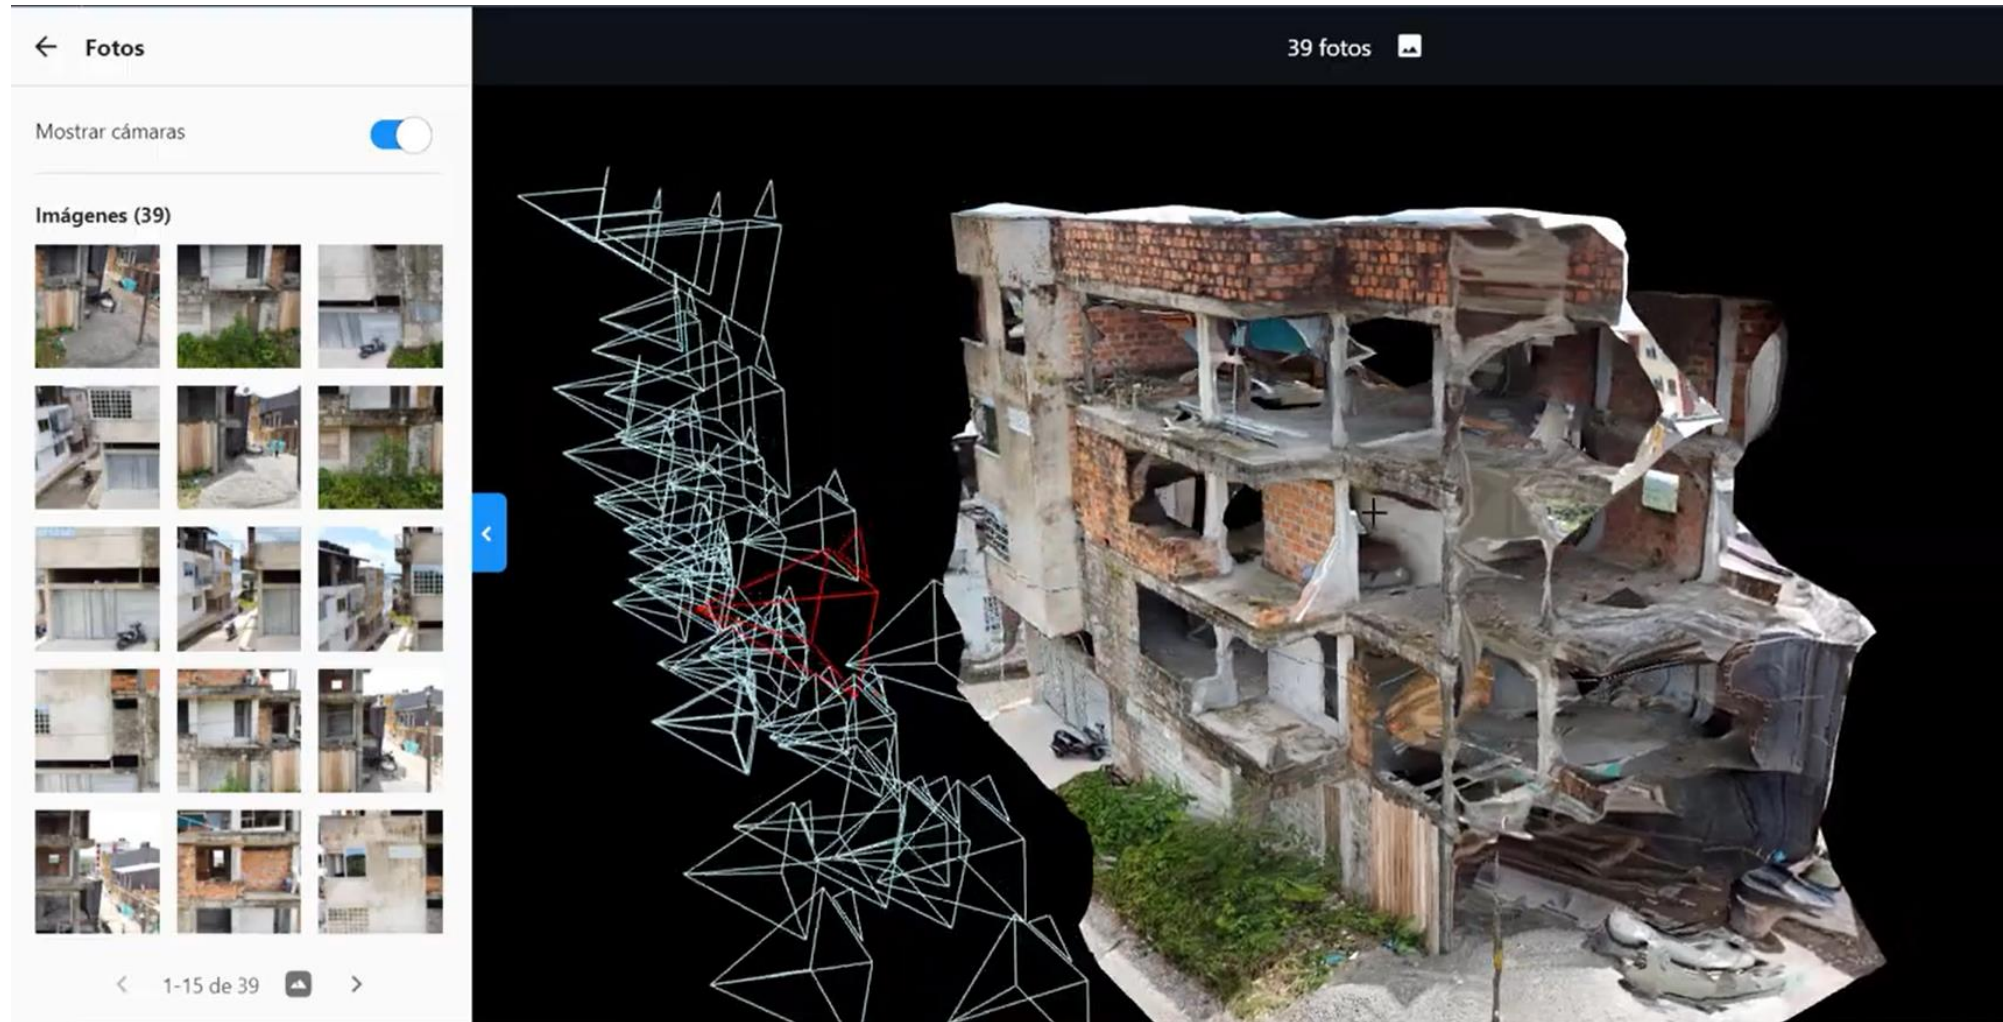 Fotos
39 fotos
Mostrar cámaras
Imágenes (39)
1-15 de 39